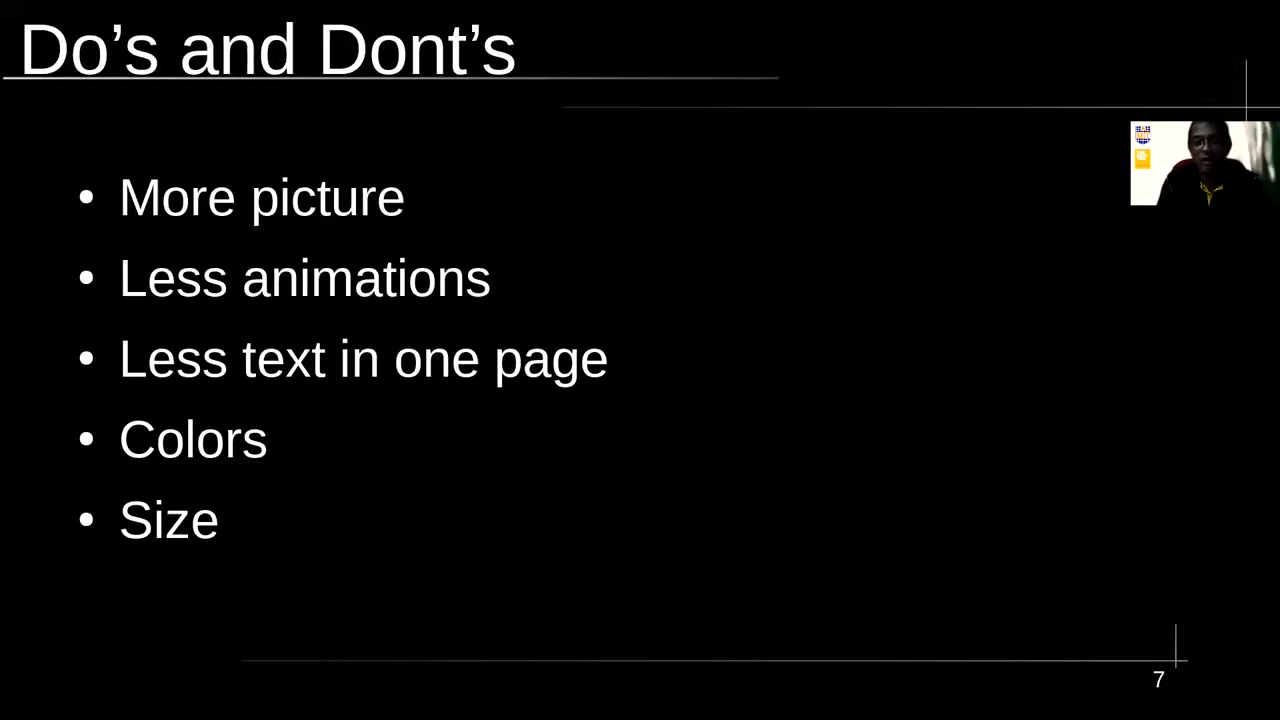 Do’s and Dont’s
• More picture
• Less animations
• Less text in one page
• Colors
• Size
7